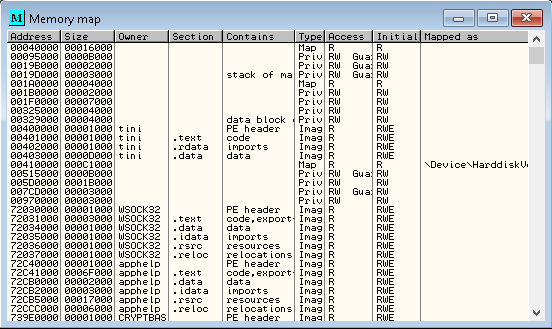 M Memory map
Address Size Owner Section Contains Type Access Initial Mapped as
00040000 00016000 Map R R
00095000 0000B000 Priv RW Gua RW
0019B000 00002000 Priv RW Gua RW
0019D000 00003000 stack of ma Priv RW Gua RW
001A0000 00004000 Map R R
001B0000 00002000 Priv RW RW
001F0000 00007000 Priv RW RW
00325000 00004000 Priv RW RW
00329000 00004000 data block Priv RW RW
00400000 00001000 tini PE header Imag R RWE
00401000 00001000 tini .text code Imag R RWE
00402000 00001000 tini .rdata imports Imag R RWE
00403000 0000D000 tini .data data Imag R RWE
00410000 000C1000 Map R R \Device\HarddiskVo
00515000 0000B000 Priv RW Gua RW
005D0000 0001B000 Priv RW RW
007CD000 00003000 Priv RW Gua RW
00970000 00003000 Priv RW RW
72030000 00001000 WSOCK32 PE header Imag R RWE
72031000 00003000 WSOCK32 .text code,export Imag R RWE
72034000 00001000 WSOCK32 .data data Imag R RWE
72035000 00001000 WSOCK32 .idata imports Imag R RWE
72036000 00001000 WSOCK32 .rsrc resources Imag R RWE
72037000 00001000 WSOCK32 .reloc relocations Imag R RWE
72C40000 00001000 apphelp PE header Imag R RWE
72C41000 0006F000 apphelp .text code,export Imag R RWE
72CB0000 00002000 apphelp .data data Imag R RWE
72CB2000 00003000 apphelp .idata imports Imag R RWE
72CB5000 00017000 apphelp .rsrc resources Imag R RWE
72CCC000 00006000 apphelp .reloc relocations Imag R RWE
739E0000 00001000 CRYPTBAS PE header Imag R RWE